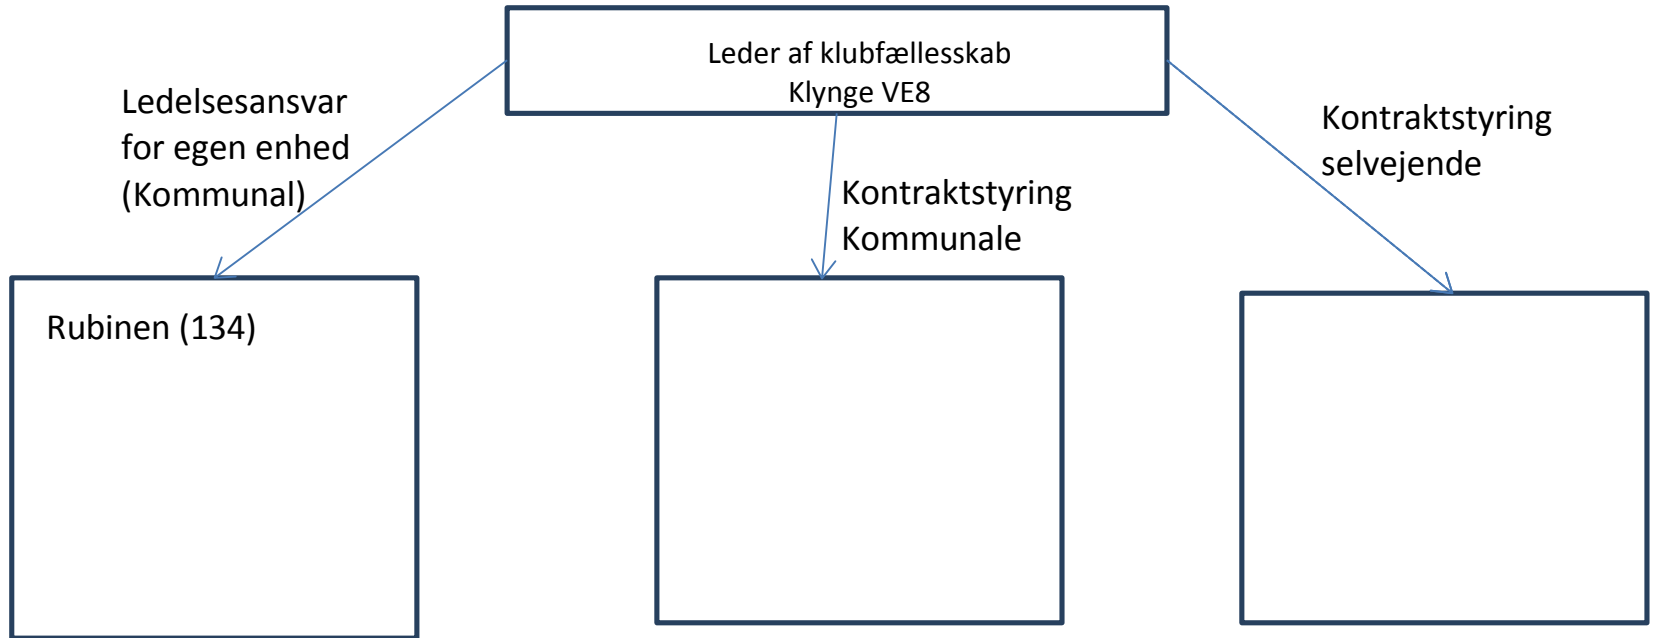 Leder af klubfællesskab
Klynge VE8
Ledelsesansvar
for egen enhed
(Kommunal)
Kontraktstyring
Kommunale
Kontraktstyring
selvejende
Rubinen (134)